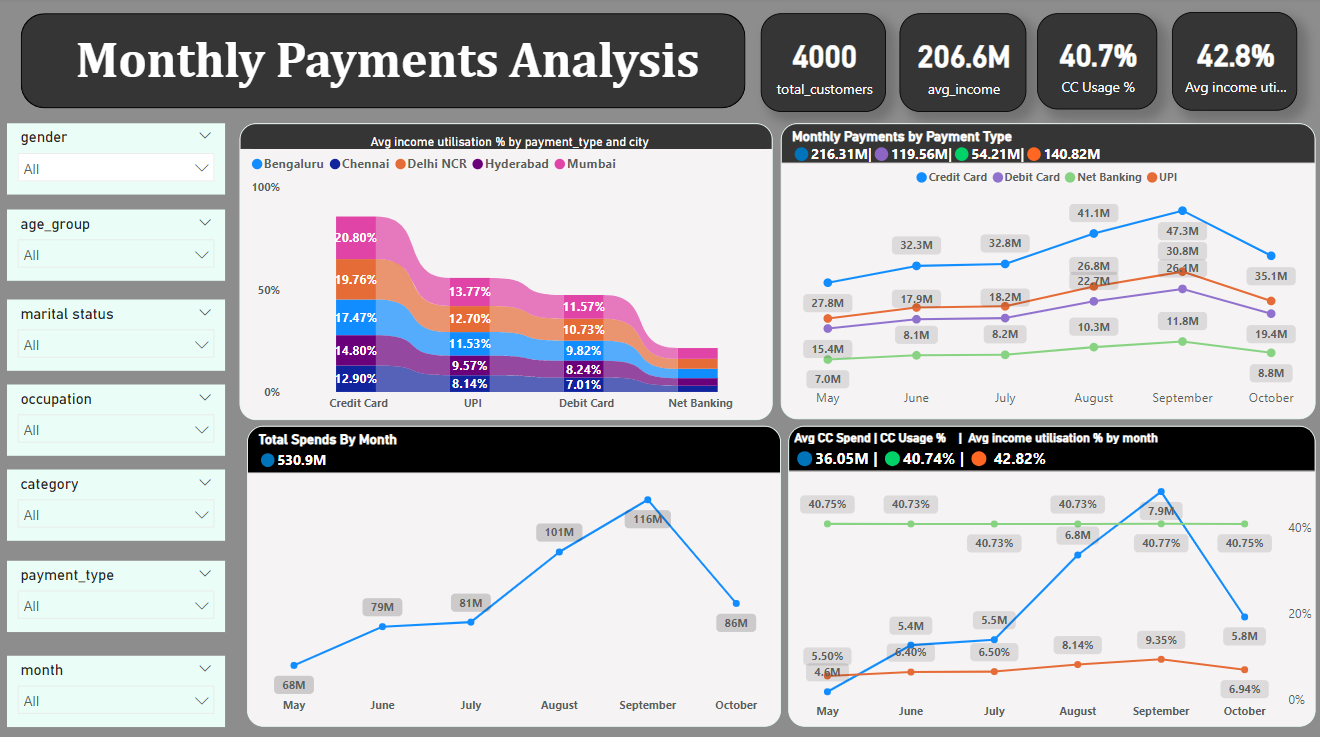 Monthly Payments Analysis
4000
total_customers
206.6M
avg_income
40.7%
CC Usage %
42.8%
Avg income uti...
gender
All
age_group
All
marital status
All
occupation
All
category
All
payment_type
All
month
All
Avg income utilisation % by payment_type and city
Bengaluru Chennai Delhi NCR Hyderabad Mumbai
100%
50%
0%
20.80%
19.76%
17.47%
14.80%
12.90%
13.77%
12.70%
11.53%
9.57%
8.14%
11.57%
10.73%
9.82%
8.24%
7.01%
Credit Card UPI Debit Card Net Banking
Monthly Payments by Payment Type
216.31M| 119.56M| 54.21M| 140.82M
Credit Card Debit Card Net Banking UPI
27.8M 32.3M 32.8M 41.1M 47.3M 35.1M
17.9M 18.2M 26.8M 30.8M
15.4M 22.7M 26.1M 19.4M
7.0M 8.1M 8.2M 10.3M 11.8M 8.8M
May June July August September October
Total Spends By Month
530.9M
68M 79M 81M 101M 116M 86M
May June July August September October
Avg CC Spend | CC Usage % | Avg income utilisation % by month
36.05M | 40.74% | 42.82%
40.75% 40.73% 40.73% 40.73% 40.77% 40.75%
4.6M 5.4M 5.5M 6.8M 7.9M 5.8M
5.50% 6.40% 6.50% 8.14% 9.35% 6.94%
40%
20%
0%
May June July August September October